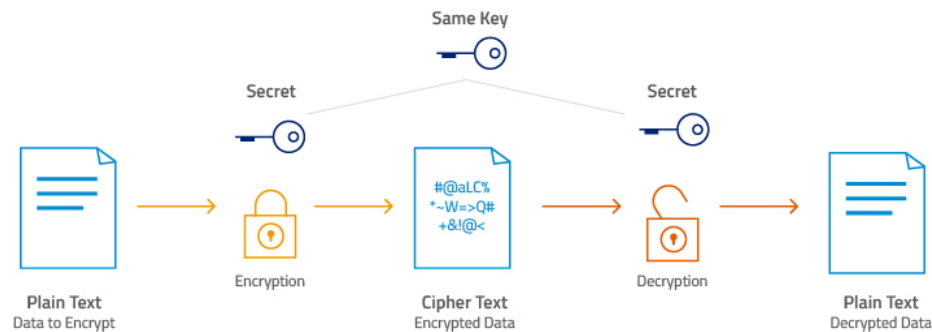 Same Key
Secret
Secret
#@aLC%
*~W=>Q#
+&!@<
Encryption
Decryption
Plain Text
Data to Encrypt
Cipher Text
Encrypted Data
Plain Text
Decrypted Data